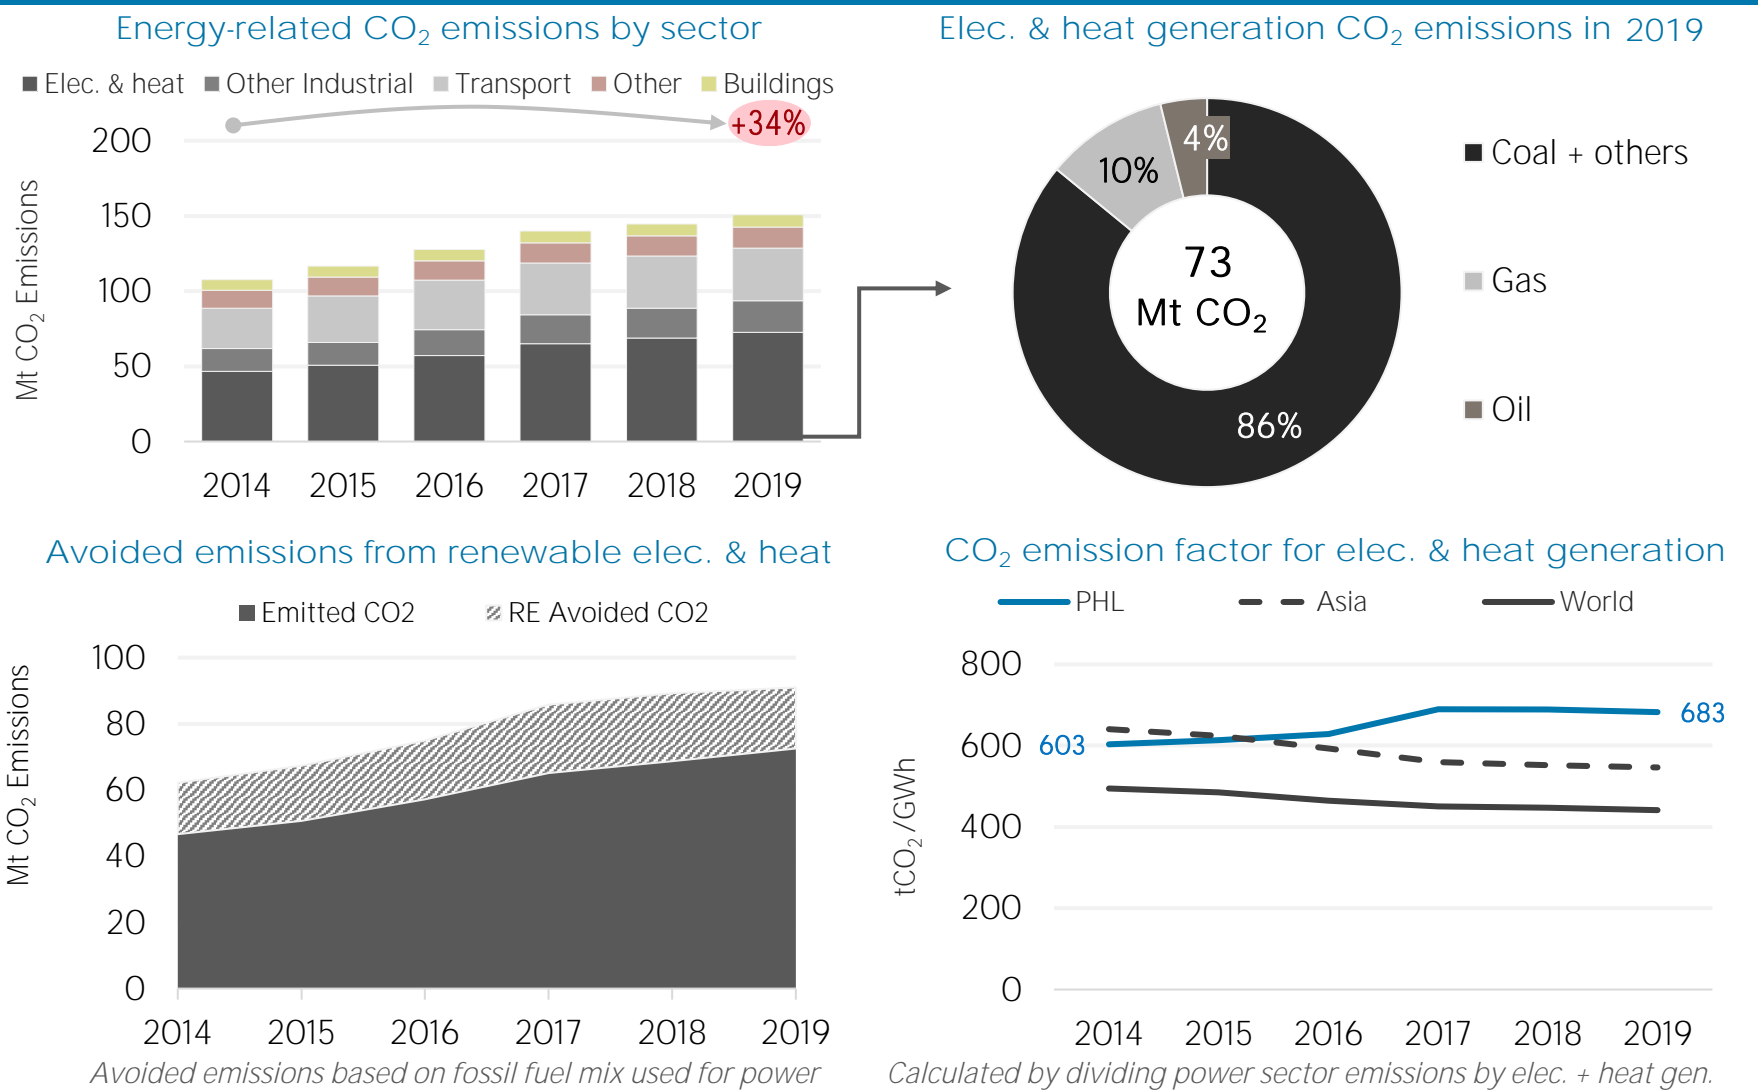 Energy-related CO₂ emissions by sector
Elec. & heat
Other Industrial
Transport
Other
Buildings
+34%
Mt CO₂ Emissions
200
150
100
50
0
2014
2015
2016
2017
2018
2019
Elec. & heat generation CO₂ emissions in 2019
4%
10%
86%
73
Mt CO₂
Coal + others
Gas
Oil
Avoided emissions from renewable elec. & heat
Emitted CO2
RE Avoided CO2
Mt CO₂ Emissions
100
80
60
40
20
0
2014
2015
2016
2017
2018
2019
Avoided emissions based on fossil fuel mix used for power
CO₂ emission factor for elec. & heat generation
PHL
Asia
World
tCO₂/GWh
800
600
400
200
0
603
683
2014
2015
2016
2017
2018
2019
Calculated by dividing power sector emissions by elec. + heat gen.